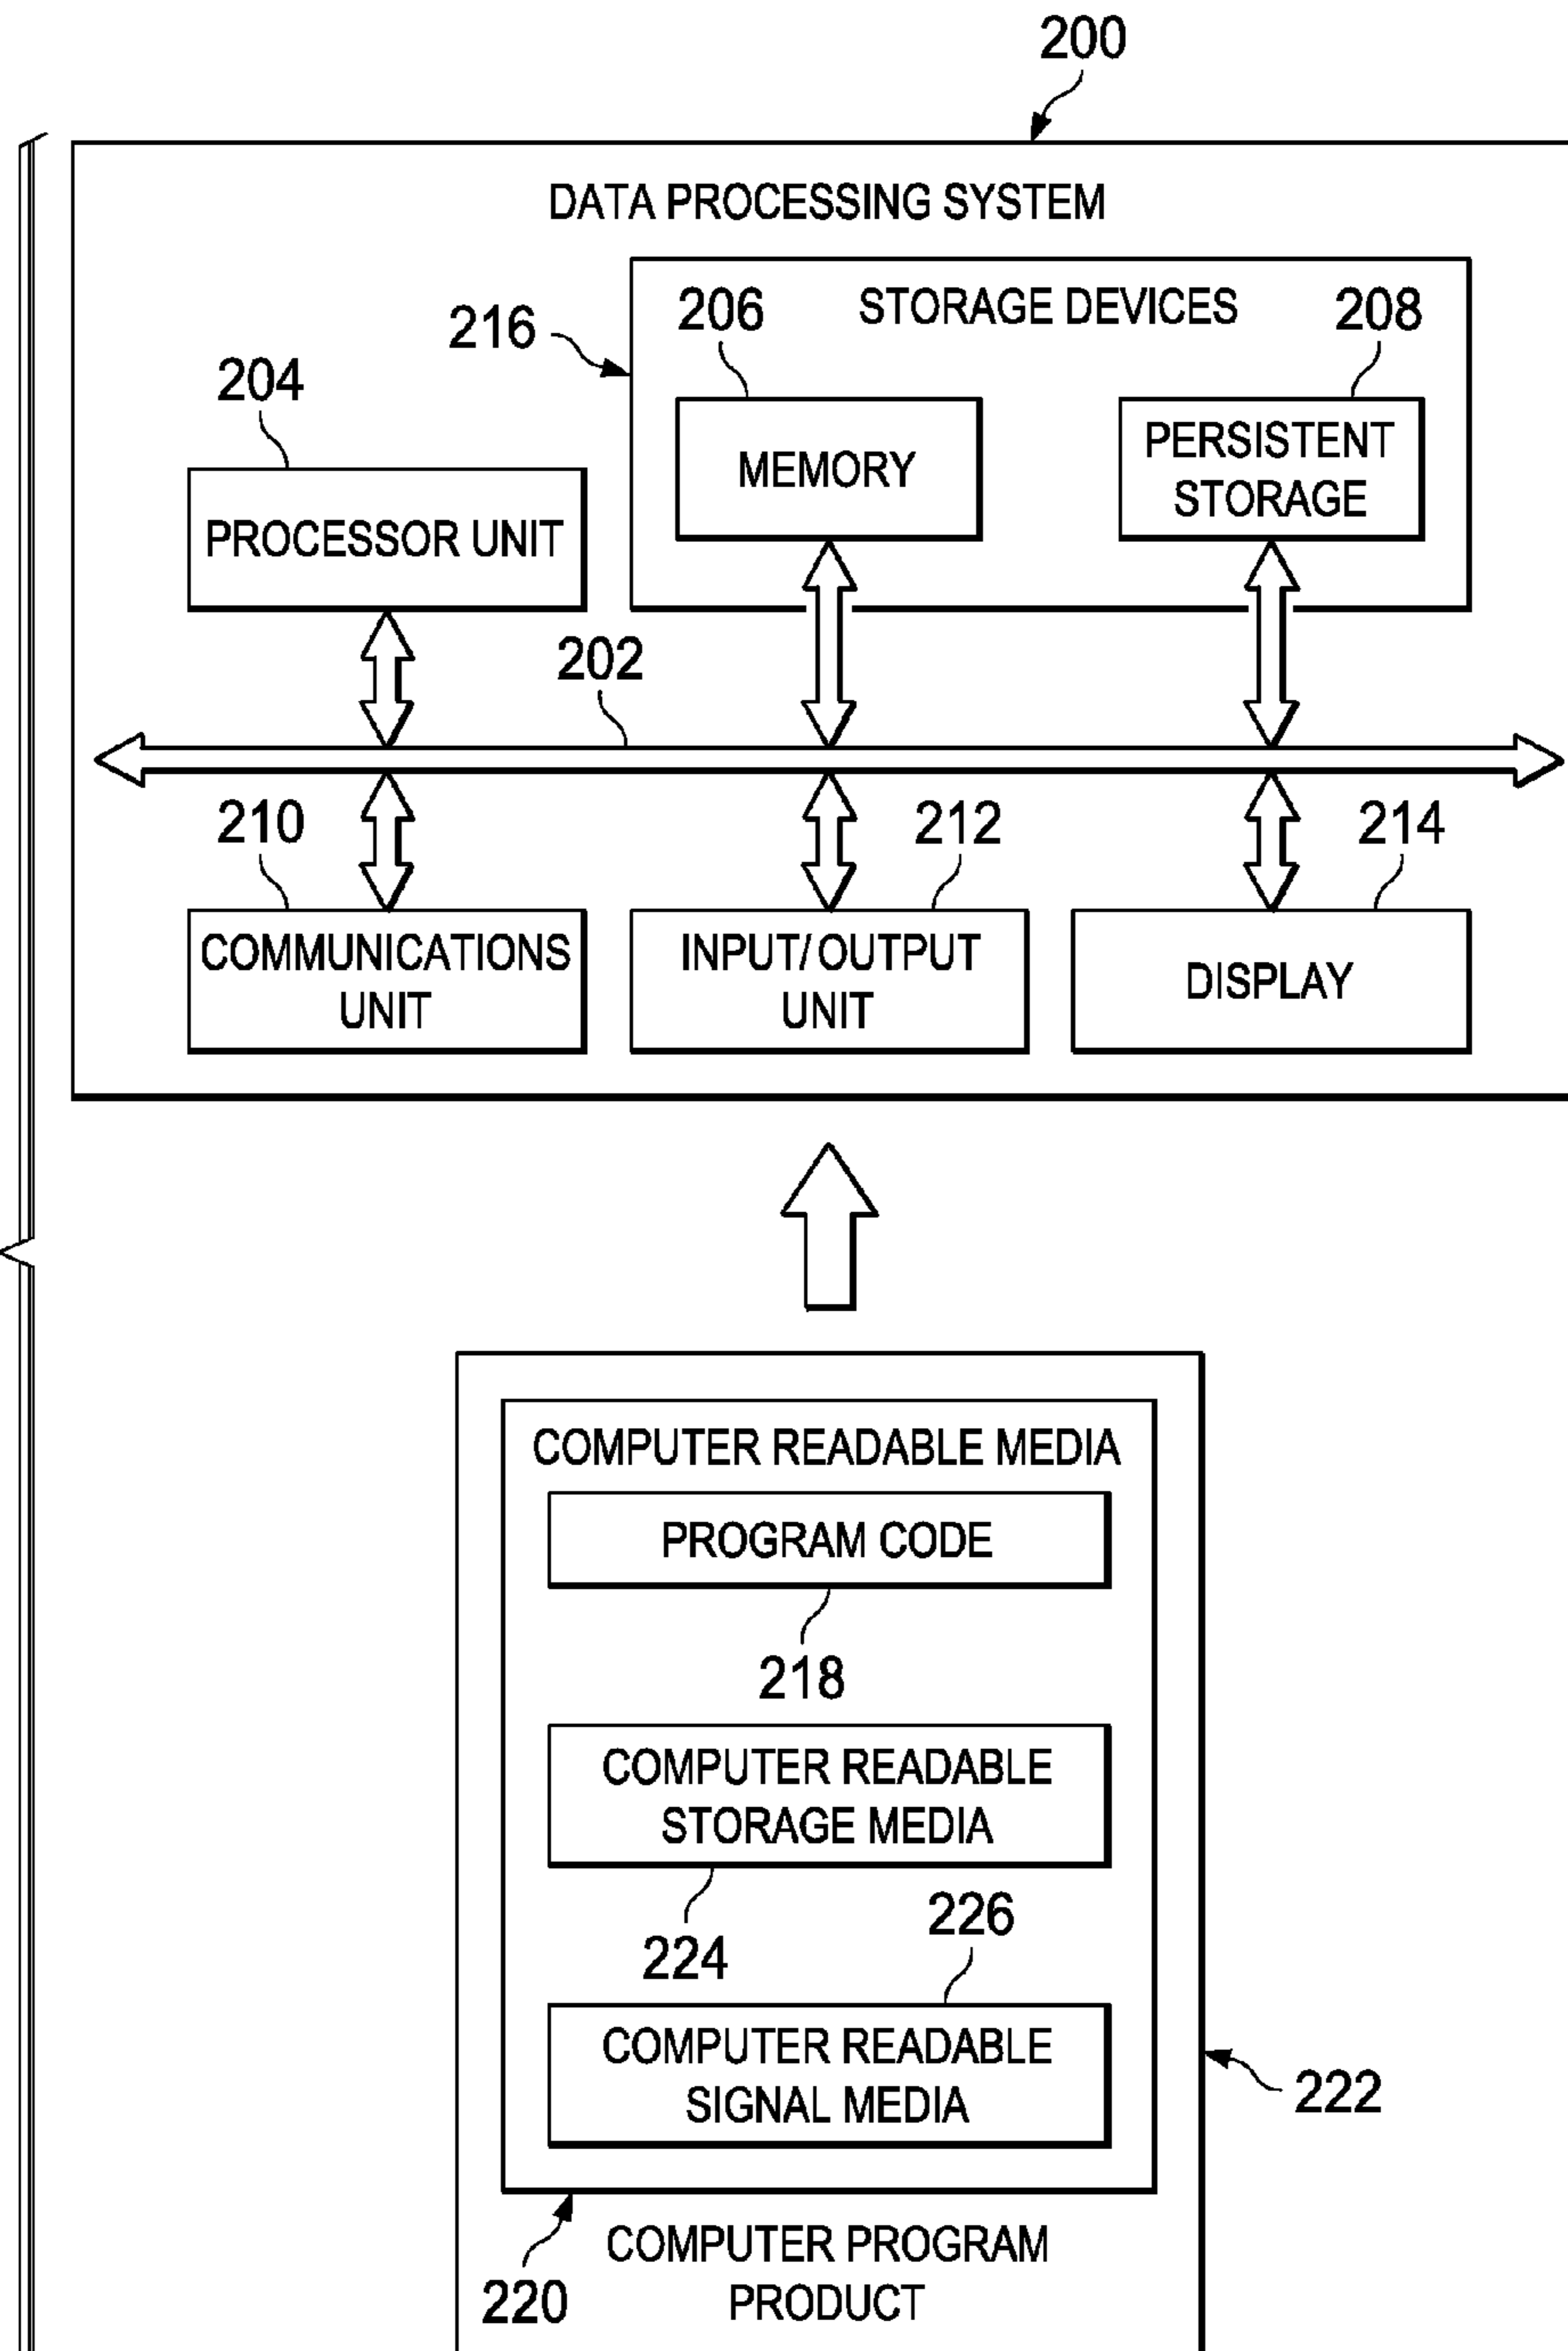 200
DATA PROCESSING SYSTEM
216
206
STORAGE DEVICES
208
204
MEMORY
PERSISTENT
STORAGE
PROCESSOR UNIT
202
210
212
214
COMMUNICATIONS
UNIT
INPUT/OUTPUT
UNIT
DISPLAY
COMPUTER READABLE MEDIA
PROGRAM CODE
218
COMPUTER READABLE
STORAGE MEDIA
224
226
COMPUTER READABLE
SIGNAL MEDIA
222
220
COMPUTER PROGRAM
PRODUCT